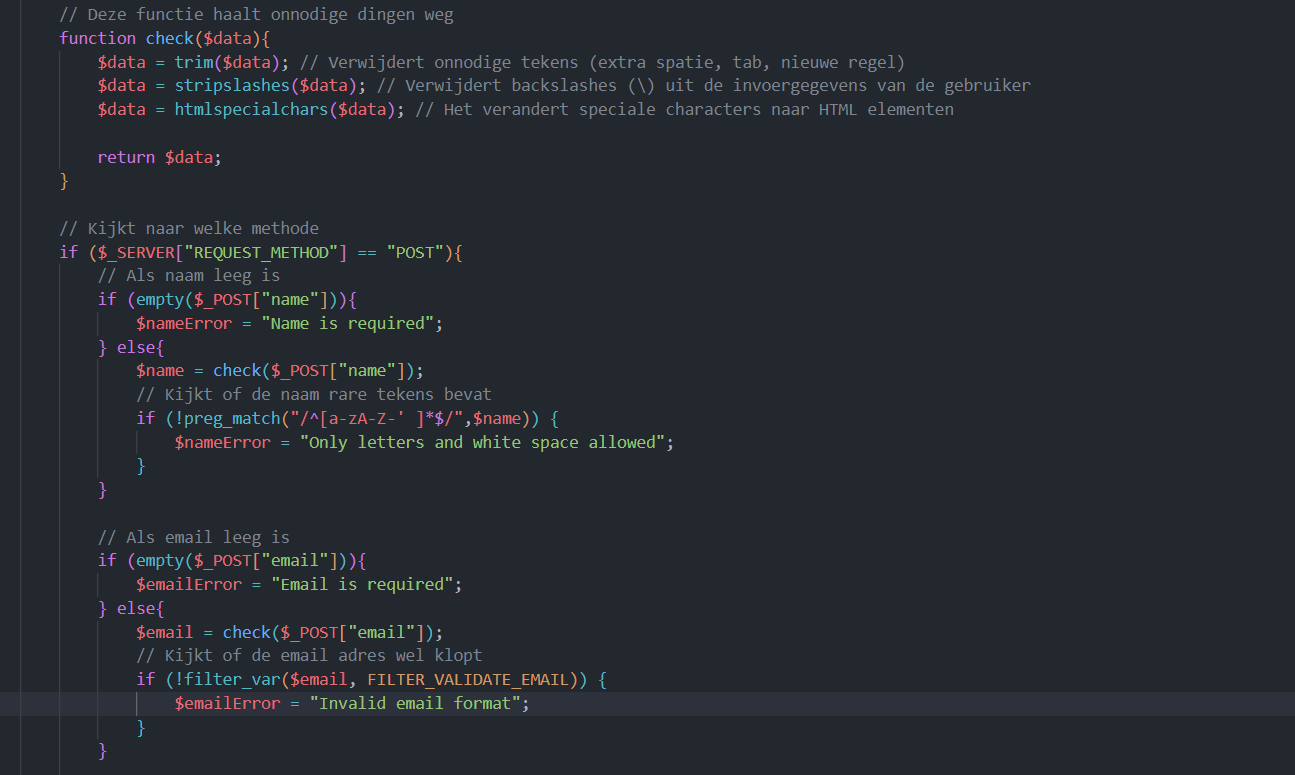 // Deze functie haalt onnodige dingen weg
function check($data){
$data = trim($data); // Verwijdert onnodige tekens (extra spatie, tab, nieuwe regel)
$data = stripslashes($data); // Verwijdert backslashes (\) uit de invoergegevens van de gebruiker
$data = htmlspecialchars($data); // Het verandert speciale characters naar HTML elementen
return $data;
}
// Kijkt naar welke methode
if ($_SERVER["REQUEST_METHOD"] == "POST"){
// Als naam leeg is
if (empty($_POST["name"])){
$nameError = "Name is required";
} else{
$name = check($_POST["name"]);
// Kijkt of de naam rare tekens bevat
if (!preg_match("/^[a-zA-Z-' ]*$/",$name)) {
$nameError = "Only letters and white space allowed";
}
}
// Als email leeg is
if (empty($_POST["email"])){
$emailError = "Email is required";
} else{
$email = check($_POST["email"]);
// Kijkt of de email adres wel klopt
if (!filter_var($email, FILTER_VALIDATE_EMAIL)) {
$emailError = "Invalid email format";
}
}